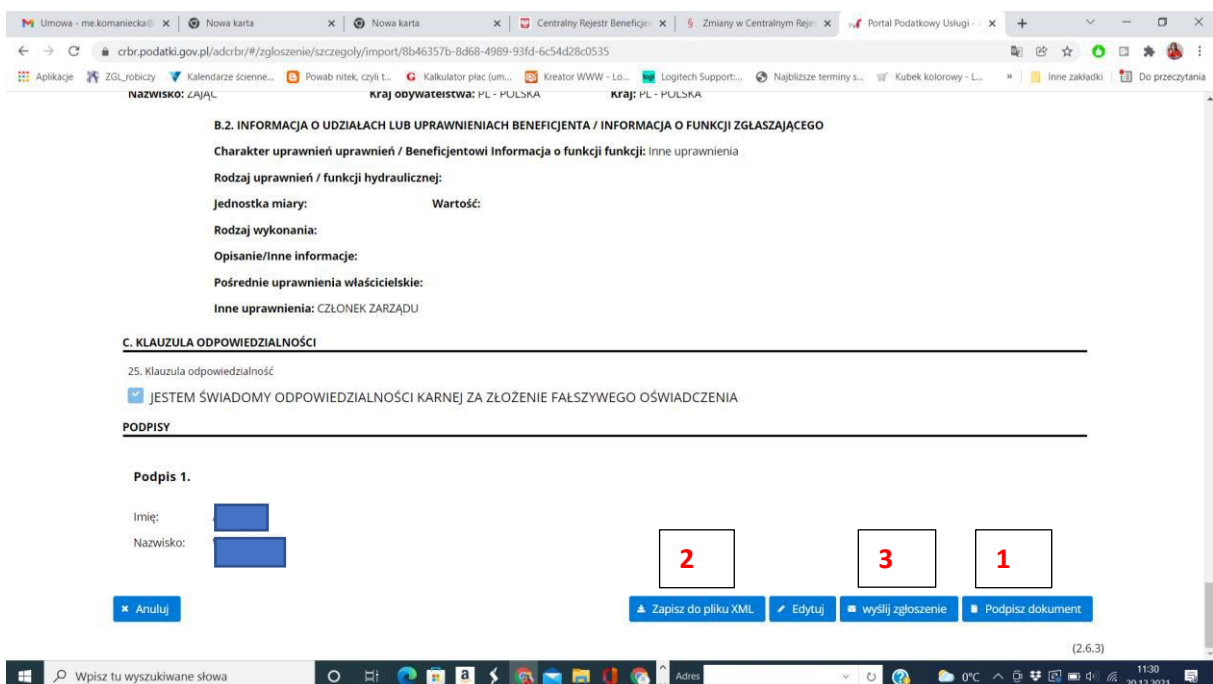 Umowa - me.komaniecka@ Nowa karta Nowa karta Centralny Rejestr Beneficje Zmiany w Centralnym Rejes Portal Podatkowy Usługi -
crbr.podatki.gov.pl/adcrbr/#/zgloszenie/szczegoly/import/8b46357b-8d68-4989-93fd-6c54d28c0535
Aplikacje ZGL_robiczy Kalendarze ścienne... Powab nitek, czyli t... Kalkulator płac (um... Kreator WWW - Lo... Logitech Support:... Najbliższe terminy s... Kubek kolorowy - L... » Inne zakładki Do przeczytania
Nazwisko: ZAJĄC Kraj obywatelstwa: PL - POLSKA Kraj: PL - POLSKA
B.2. INFORMACJA O UDZIAŁACH LUB UPRAWNIENIACH BENEFICJENTA / INFORMACJA O FUNKCJI ZGŁASZAJĄCEGO
Charakter uprawnień uprawnień / Beneficjentowi Informacja o funkcji funkcji: Inne uprawnienia
Rodzaj uprawnień / funkcji hydraulicznej:
Jednostka miary: Wartość:
Rodzaj wykonania:
Opisanie/Inne informacje:
Pośrednie uprawnienia właścicielskie:
Inne uprawnienia: CZŁONEK ZARZĄDU
C. KLAUZULA ODPOWIEDZIALNOŚCI
25. Klauzula odpowiedzialność
JESTEM ŚWIADOMY ODPOWIEDZIALNOŚCI KARNEJ ZA ZŁOŻENIE FAŁSZYWEGO OŚWIADCZENIA
PODPISY
Podpis 1.
Imię:
Nazwisko:
2 3 1
Anuluj Zapisz do pliku XML Edytuj wyślij zgłoszenie Podpisz dokument
(2.6.3)
Wpisz tu wyszukiwane słowa Adres 0°C 11:30
20.12.2021